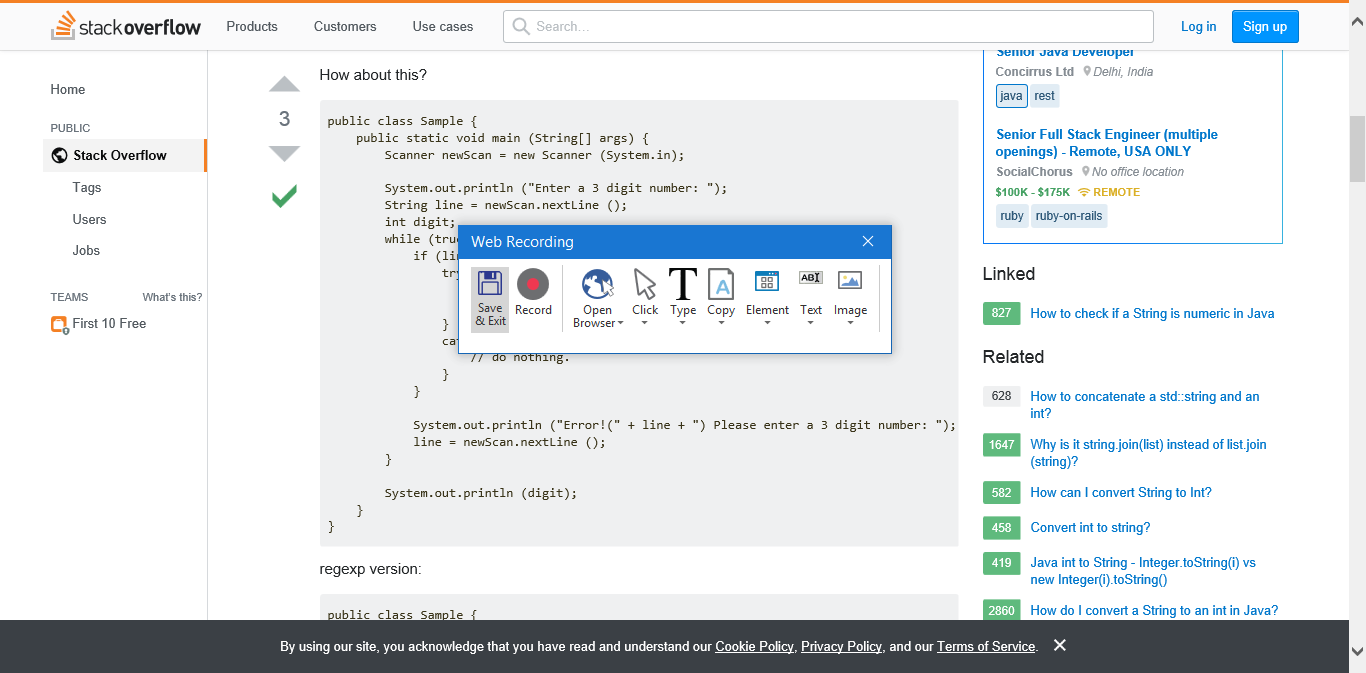 stackoverflow
Products
Customers
Use cases
Search...
Log in
Sign up
Home
PUBLIC
Stack Overflow
Tags
Users
Jobs
TEAMS
What's this?
First 10 Free
3
How about this?
public class Sample {
public static void main (String[] args) {
Scanner newScan = new Scanner (System.in);
System.out.println ("Enter a 3 digit number: ");
String line = newScan.nextLine ();
int digit;
while (true
if (
}
// do nothing.
}
}
System.out.println ("Error!(" + line + ") Please enter a 3 digit number: ");
line = newScan.nextLine ();
}
System.out.println (digit);
}
}
regexp version:
public class Sample {
Web Recording
Save
& Exit
Record
Open
Browser
Click
T
Type
A
Copy
Element
ABI
Text
Image
Senior Java Developer
Concirrus Ltd Delhi, India
java rest
Senior Full Stack Engineer (multiple
openings) - Remote, USA ONLY
SocialChorus No office location
$100K - $175K REMOTE
ruby ruby-on-rails
Linked
827 How to check if a String is numeric in Java
Related
628 How to concatenate a std::string and an
int?
1647 Why is it string.join(list) instead of list.join
(string)?
582 How can I convert String to Int?
458 Convert int to string?
419 Java int to String - Integer.toString(i) vs
new Integer(i).toString()
2860 How do I convert a String to an int in Java?
By using our site, you acknowledge that you have read and understand our Cookie Policy, Privacy Policy, and our Terms of Service.